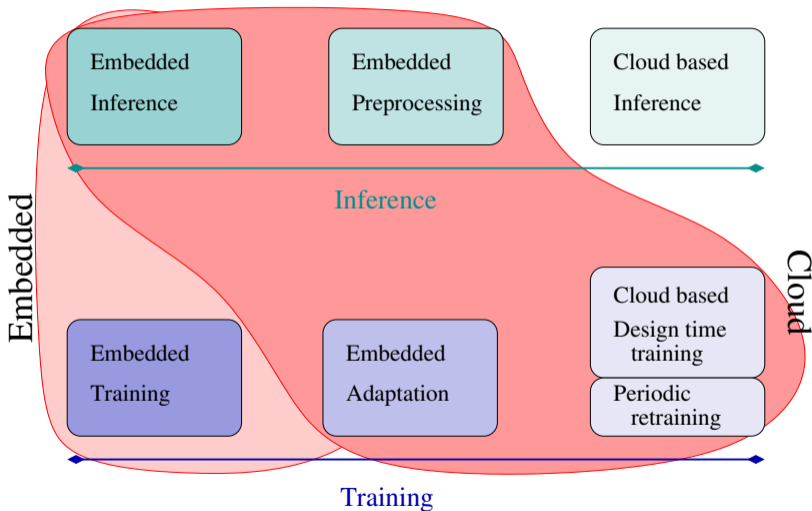 Embedded
Inference
Embedded
Preprocessing
Cloud based
Inference
Inference
Embedded
Cloud
Embedded
Training
Embedded
Adaptation
Cloud based
Design time
training
Periodic
retraining
Training